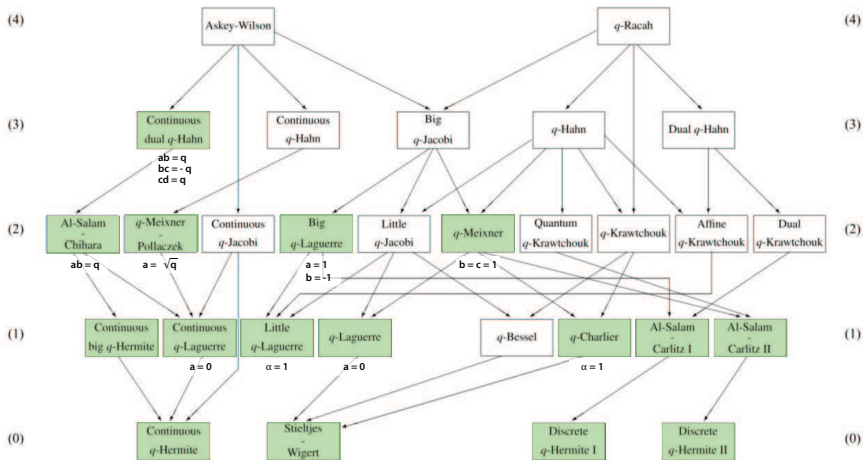 (4)
Askey-Wilson
q-Racah
(4)
(3)
Continuous
dual q-Hahn
Continuous
q-Hahn
Big
q-Jacobi
q-Hahn
Dual q-Hahn
(3)
ab = q
bc = - q
cd = q
(2)
Al-Salam
-
Chihara
q-Meixner
-
Pollaczek
Continuous
q-Jacobi
Big
q-Laguerre
Little
q-Jacobi
q-Meixner
Quantum
q-Krawtchouk
q-Krawtchouk
Affine
q-Krawtchouk
Dual
q-Krawtchouk
(2)
ab = q
a = √q
a = 1
b = -1
b = c = 1
(1)
Continuous
big q-Hermite
Continuous
q-Laguerre
Little
q-Laguerre
q-Laguerre
q-Bessel
q-Charlier
Al-Salam
-
Carlitz I
Al-Salam
-
Carlitz II
(1)
a = 0
α = 1
a = 0
α = 1
(0)
Continuous
q-Hermite
Stieltjes
-
Wigert
Discrete
q-Hermite I
Discrete
q-Hermite II
(0)